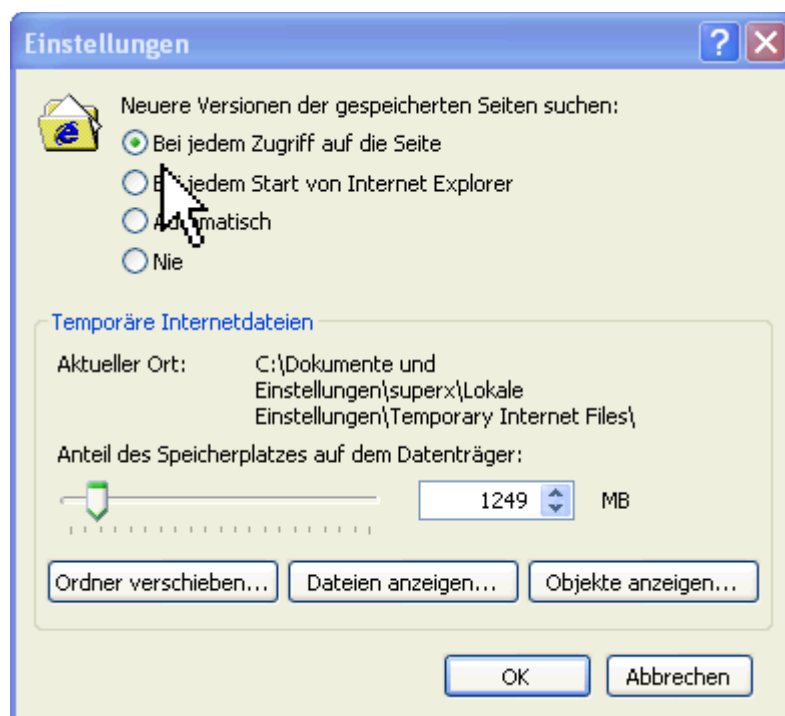 Einstellungen
Neuere Versionen der gespeicherten Seiten suchen:
Bei jedem Zugriff auf die Seite
jedem Start von Internet Explorer
Nie
Temporäre Internetdateien
Aktueller Ort: C:\Dokumente und
Einstellungen\superx\Lokale
Einstellungen\Temporary Internet Files\
Anteil des Speicherplatzes auf dem Datenträger:
1249 MB
Ordner verschieben... Dateien anzeigen... Objekte anzeigen...
OK Abbrechen